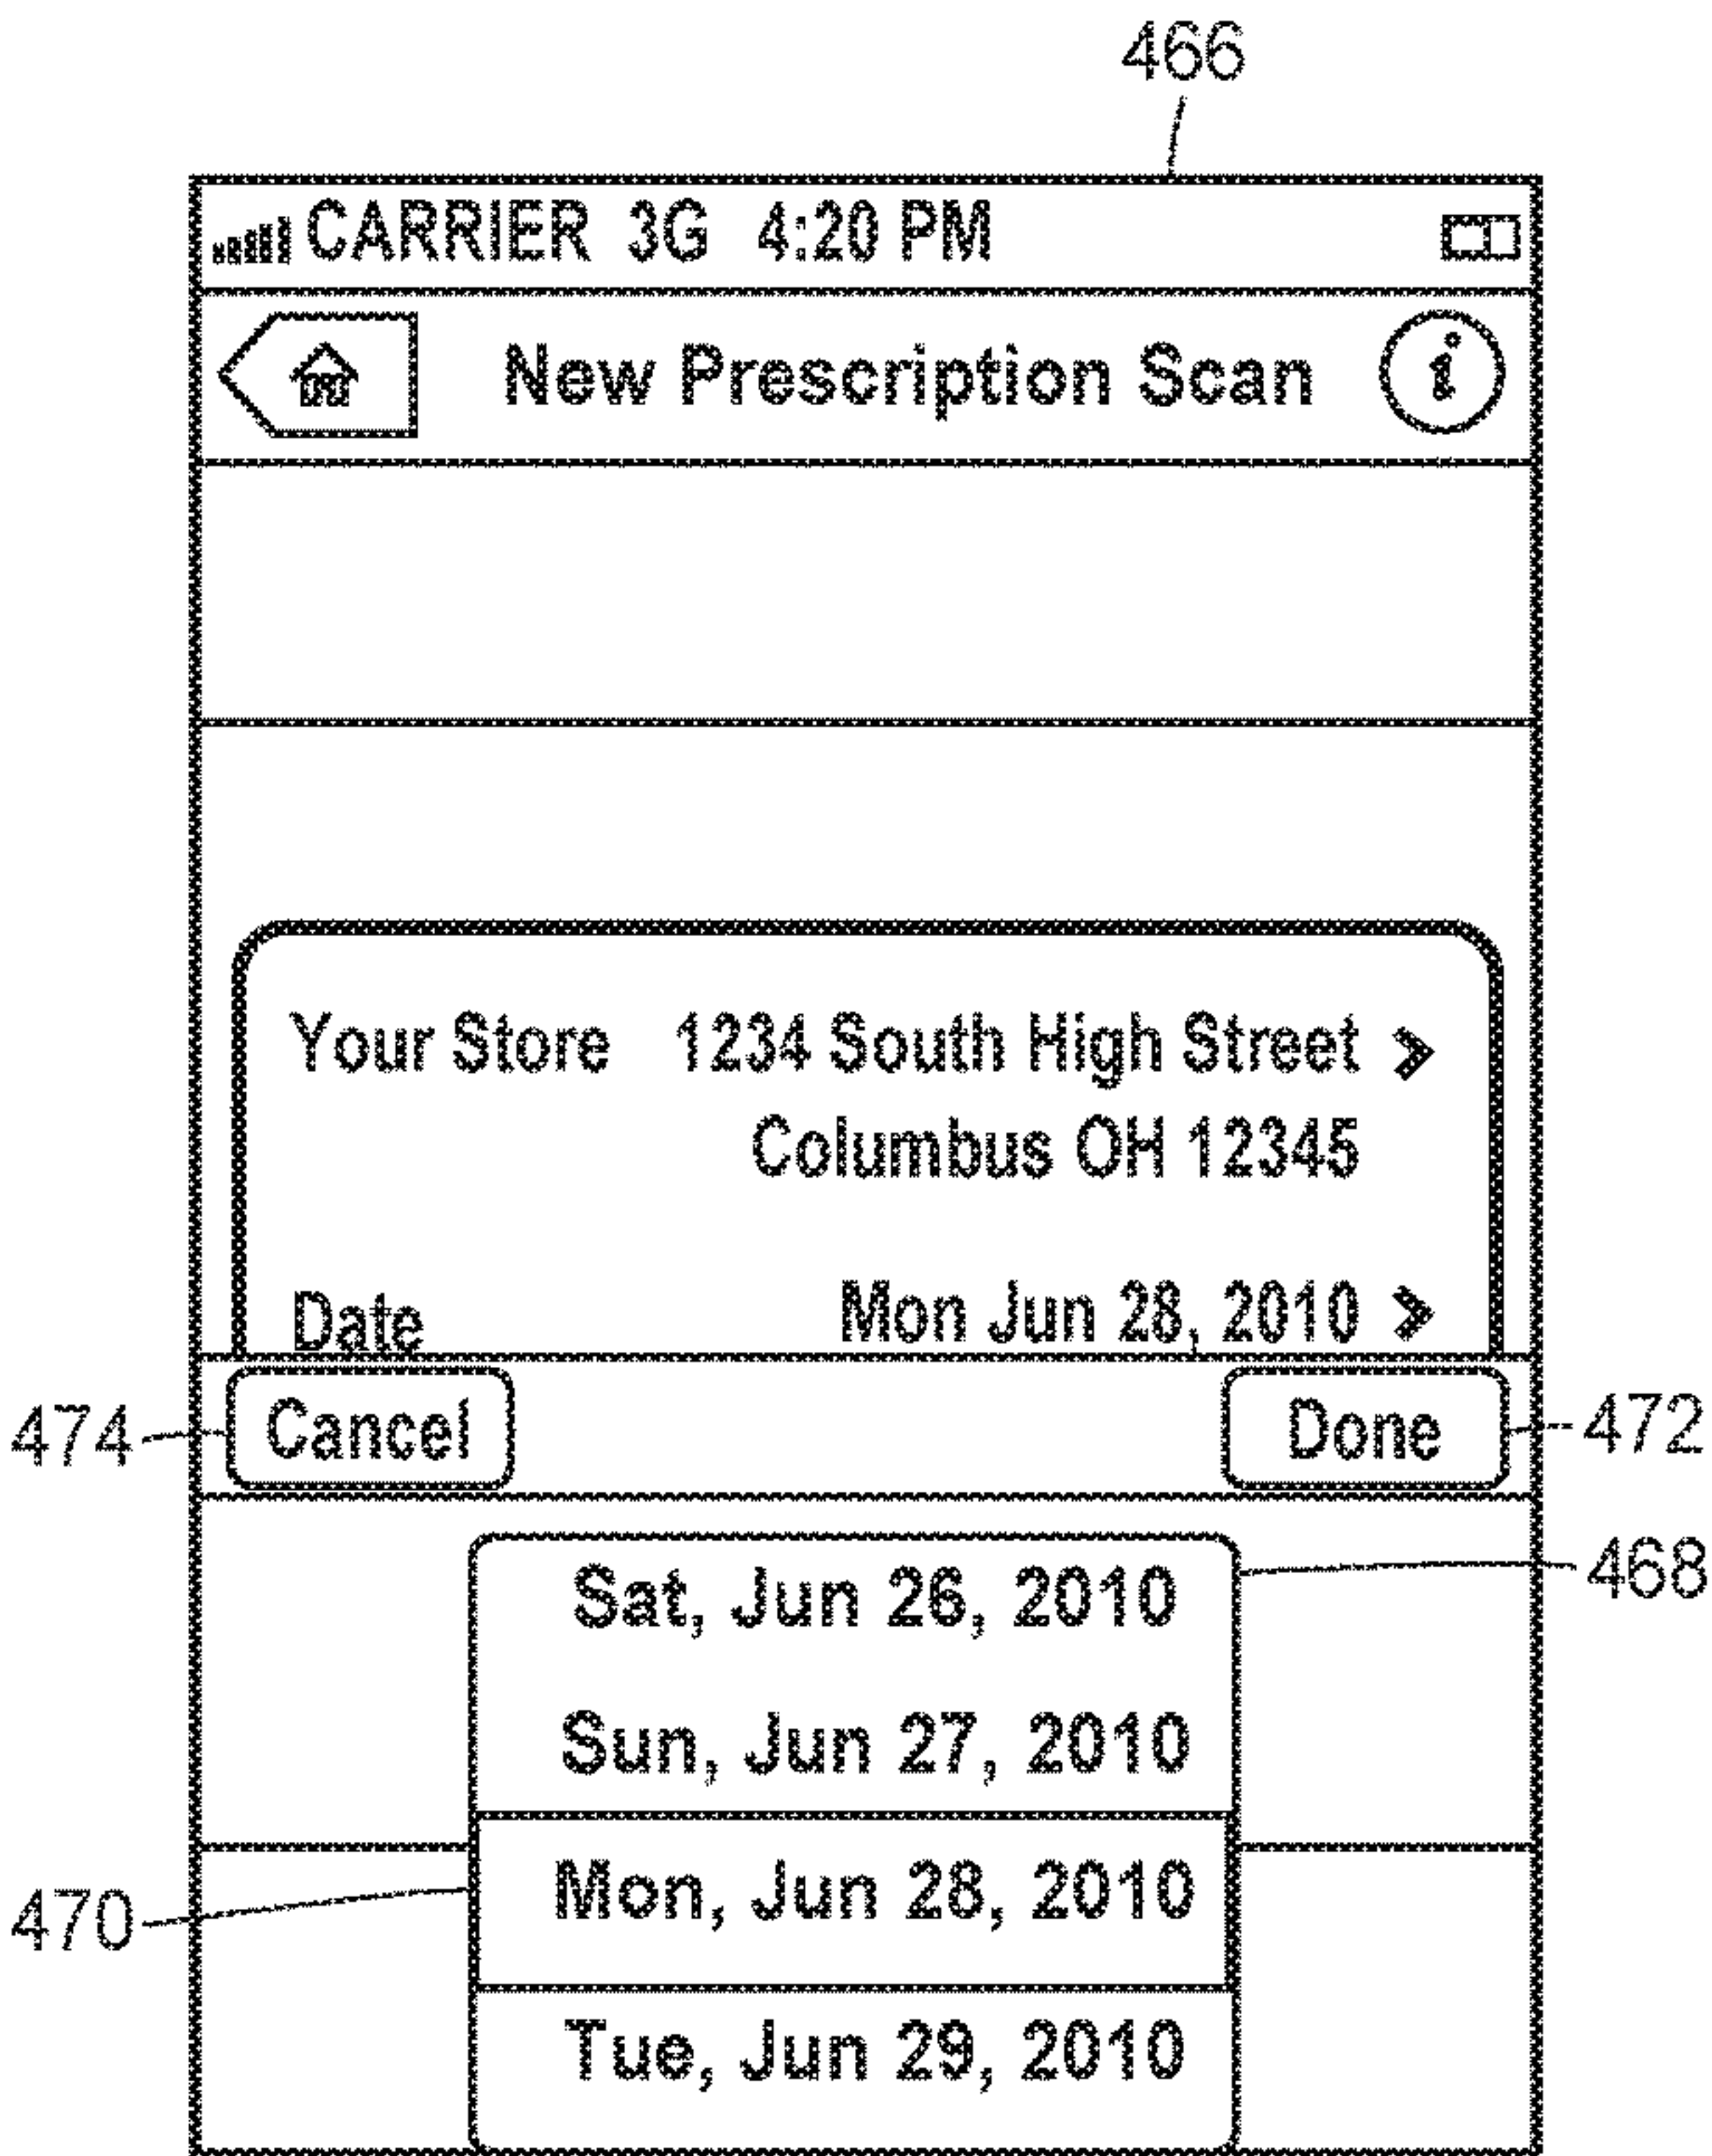 466
CARRIER 3G 4:20 PM
New Prescription Scan i
Your Store 1234 South High Street >
Columbus OH 12345
Date Mon Jun 28, 2010 >
474 Cancel Done 472
468
Sat, Jun 26, 2010
Sun, Jun 27, 2010
470 Mon, Jun 28, 2010
Tue, Jun 29, 2010